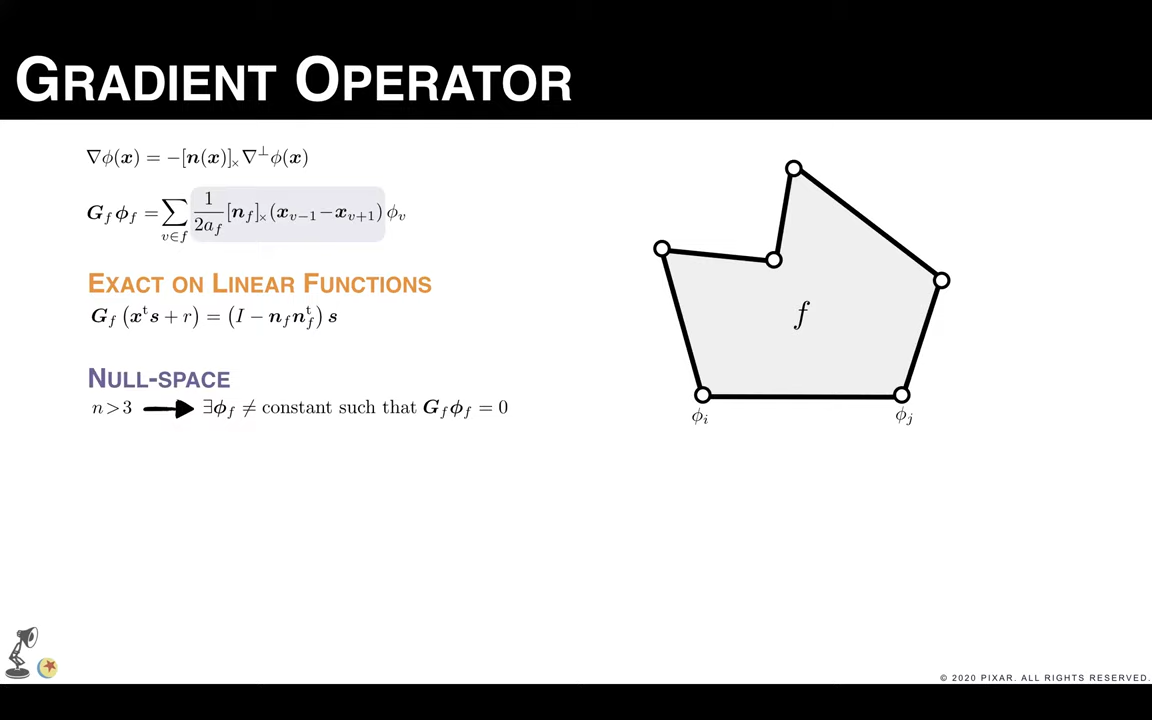 GRADIENT OPERATOR
∇ϕ(x) = −[n(x)]ₓ∇^⊥ϕ(x)
G_f ϕ_f = ∑_{v∈f} 1/(2a_f) [n_f]ₓ(x_{v−1}−x_{v+1}) ϕ_v
EXACT ON LINEAR FUNCTIONS
G_f (x^t s + r) = (I − n_f n_f^t) s
NULL-SPACE
n>3 ∃ϕ_f ≠ constant such that G_f ϕ_f = 0
f
ϕ_i ϕ_j
© 2020 PIXAR. ALL RIGHTS RESERVED.